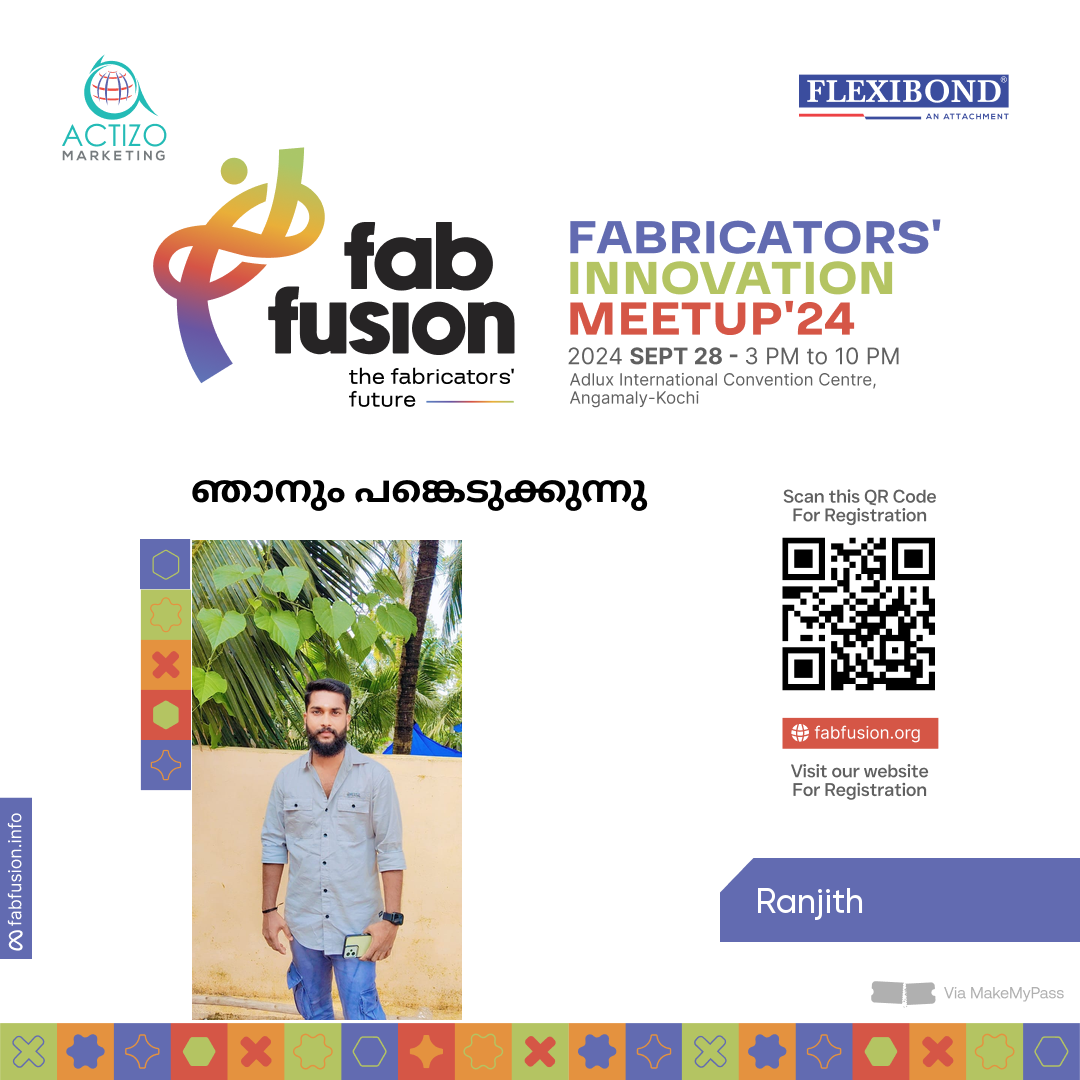 ACTIZO
MARKETING
FLEXIBOND®
AN ATTACHMENT
fab
fusion
the fabricators'
future
FABRICATORS'
INNOVATION
MEETUP'24
2024 SEPT 28 - 3 PM to 10 PM
Adlux International Convention Centre,
Angamaly-Kochi
ഞാനും പങ്കെടുക്കുന്നു
Scan this QR Code
For Registration
fabfusion.org
Visit our website
For Registration
fabfusion.info
Ranjith
Via MakeMyPass